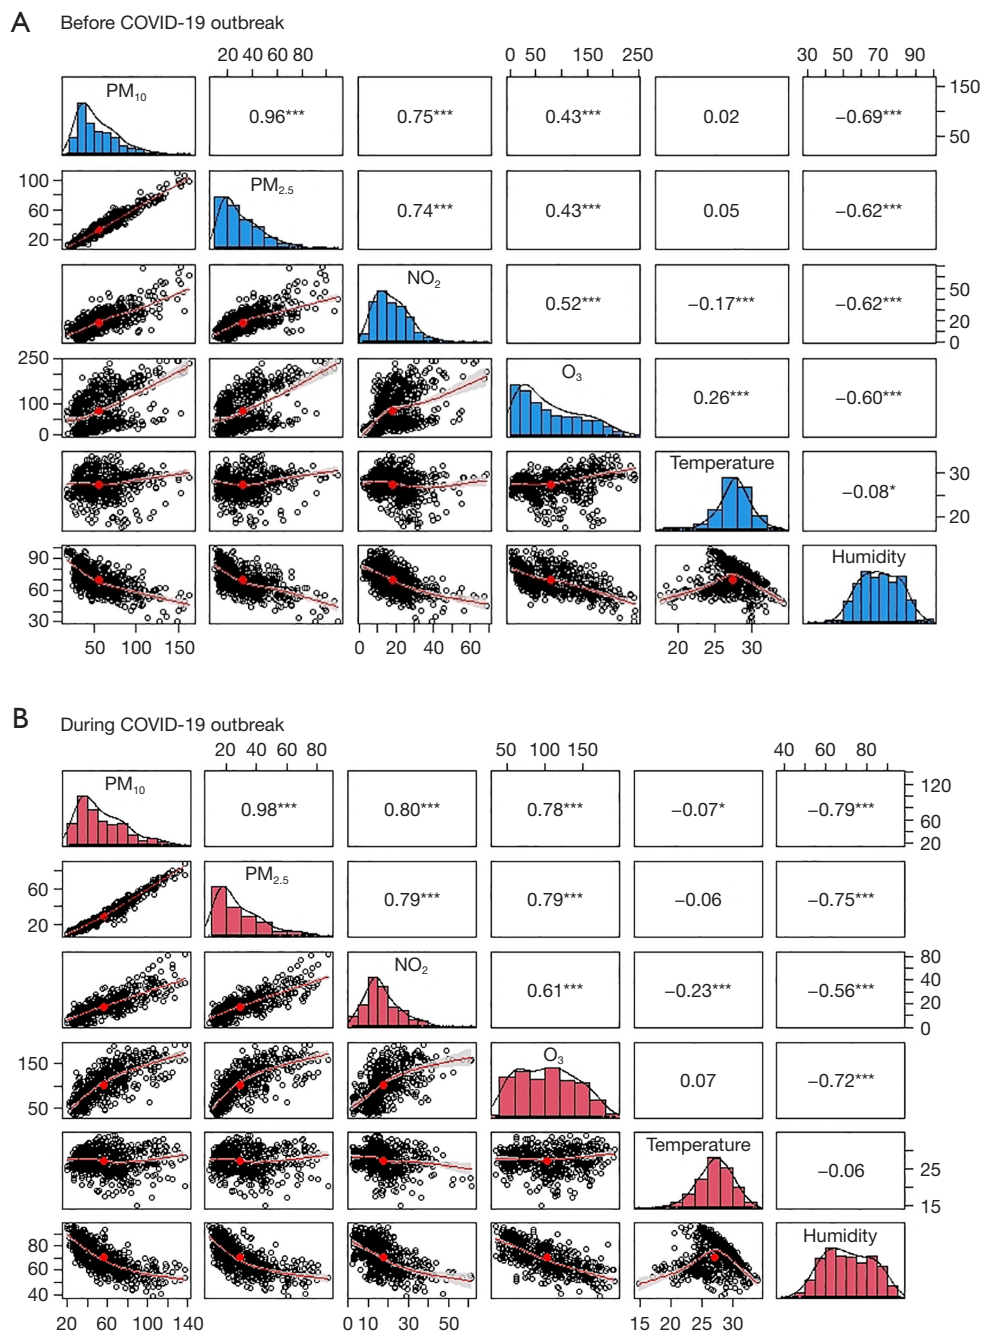 A Before COVID-19 outbreak
20 40 60 80 0 50 150 250 30 50 70 90
PM10 0.96*** 0.75*** 0.43*** 0.02 −0.69*** 150
50
100
60
20
PM2.5 0.74*** 0.43*** 0.05 −0.62***
NO2 0.52*** −0.17*** −0.62*** 50
20
0
250
100
0
O3 0.26*** −0.60***
Temperature −0.08* 30
20
90
70
60
30
Humidity
50 100 150 0 20 40 60 20 25 30
B During COVID-19 outbreak
20 40 60 80 50 100 150 40 60 80
PM10 0.98*** 0.80*** 0.78*** −0.07* −0.79*** 120
60
20
60
20
PM2.5 0.79*** 0.79*** −0.06 −0.75***
NO2 0.61*** −0.23*** −0.56*** 80
40
20
0
150
50
O3 0.07 −0.72***
Temperature −0.06 25
15
80
60
40
Humidity
20 60 100 140 0 10 30 50 15 20 25 30